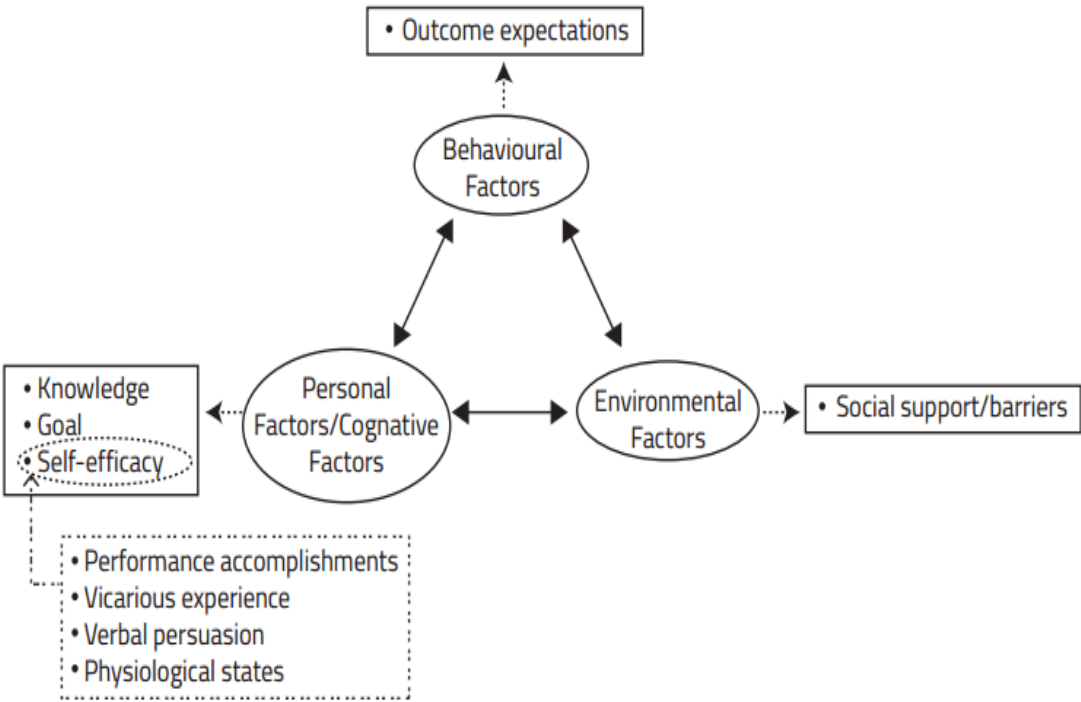 • Outcome expectations
Behavioural
Factors
• Knowledge
• Goal
• Self-efficacy
Personal
Factors/Cognative
Factors
Environmental
Factors
• Social support/barriers
• Performance accomplishments
• Vicarious experience
• Verbal persuasion
• Physiological states